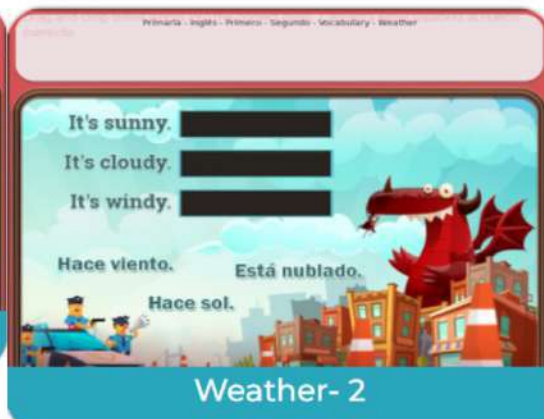 Primaria - Inglés - Primero - Segundo - Vocabulary - Weather
It's sunny.
It's cloudy.
It's windy.
Hace viento.
Está nublado.
Hace sol.
Weather- 2